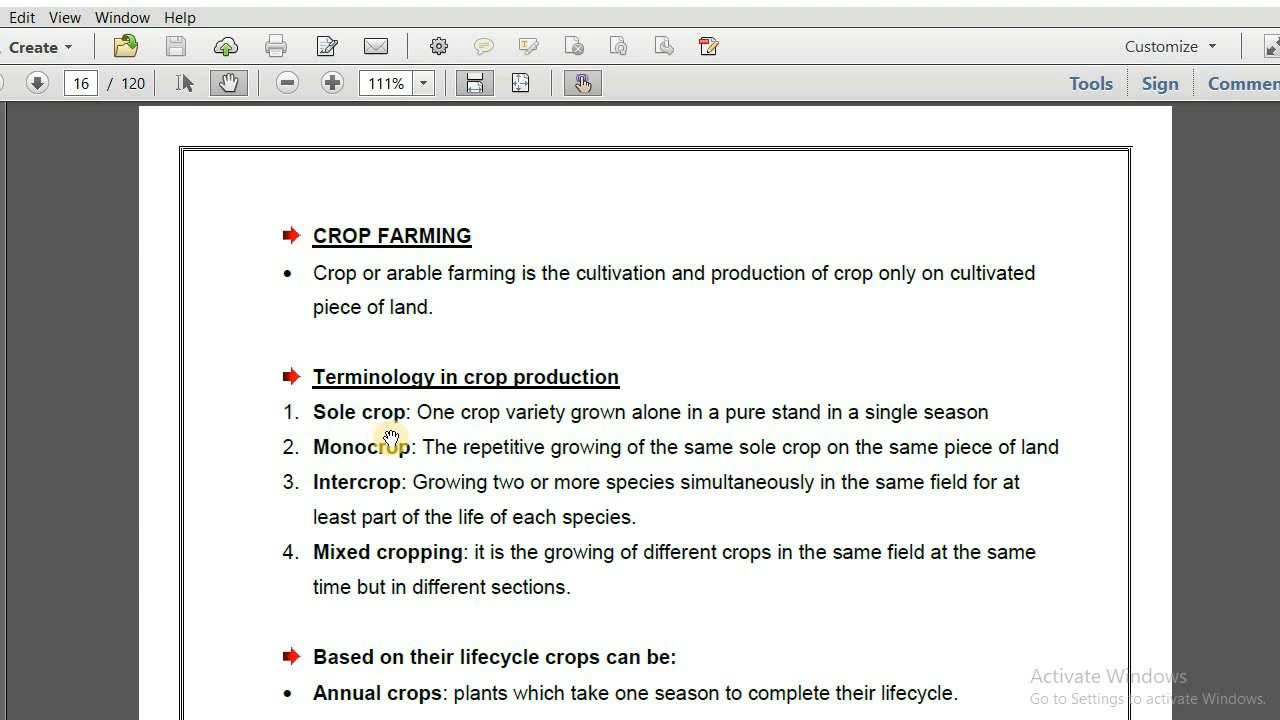 Edit View Window Help
Create Customize
16 / 120 111% Tools Sign Commen
CROP FARMING
• Crop or arable farming is the cultivation and production of crop only on cultivated
piece of land.
Terminology in crop production
1. Sole crop: One crop variety grown alone in a pure stand in a single season
2. Monocrop: The repetitive growing of the same sole crop on the same piece of land
3. Intercrop: Growing two or more species simultaneously in the same field for at
least part of the life of each species.
4. Mixed cropping: it is the growing of different crops in the same field at the same
time but in different sections.
Based on their lifecycle crops can be:
Activate Windows
• Annual crops: plants which take one season to complete their lifecycle.
Go to Settings to activate Windows.